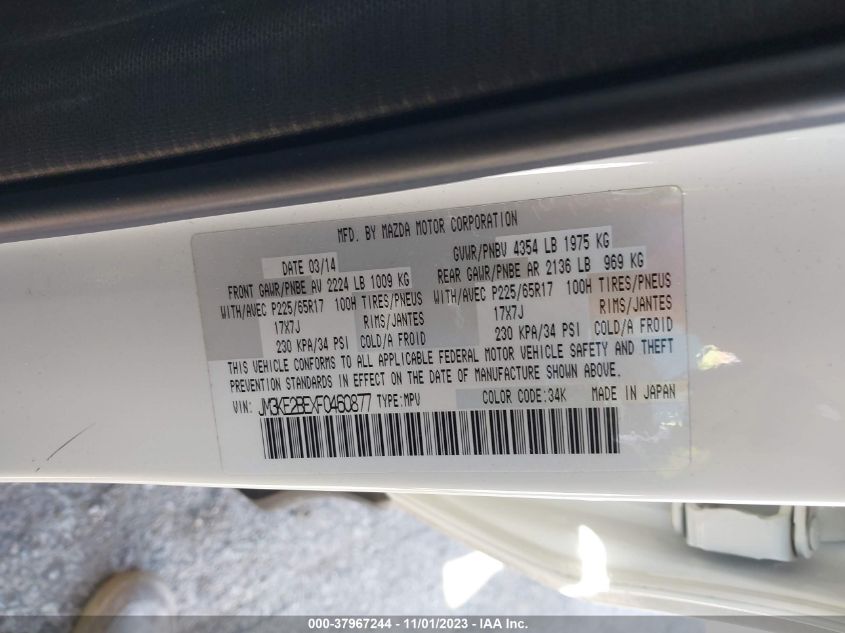 MFD. BY MAZDA MOTOR CORPORATION
DATE 03/14 GVWR/PNBV 4354 LB 1975 KG
FRONT GAWR/PNBE AV 2224 LB 1009 KG REAR GAWR/PNBE AR 2136 LB 969 KG
WITH/AVEC P225/65R17 100H TIRES/PNEUS WITH/AVEC P225/65R17 100H TIRES/PNEUS
17X7J RIMS/JANTES 17X7J RIMS/JANTES
230 KPA/34 PSI COLD/A FROID 230 KPA/34 PSI COLD/A FROID
THIS VEHICLE CONFORMS TO ALL APPLICABLE FEDERAL MOTOR VEHICLE SAFETY AND THEFT
PREVENTION STANDARDS IN EFFECT ON THE DATE OF MANUFACTURE SHOWN ABOVE.
VIN: JM3KE2BEXF0460877 TYPE:MPV COLOR CODE:34K MADE IN JAPAN
000-37967244 - 11/01/2023 - IAA Inc.